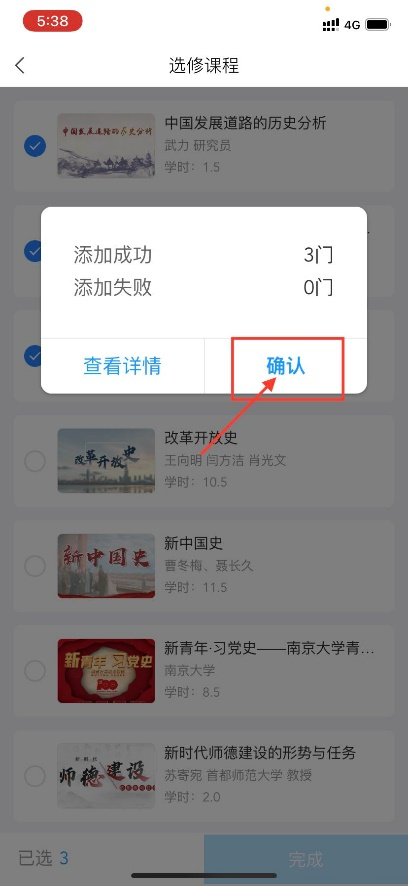 5:38
4G
选修课程
中国发展道路的历史分析
中国发展道路的历史分析
武力 研究员
学时：1.5
添加成功 3门
添加失败 0门
查看详情 确认
改革开放史
改革开放史
王向明 闫方洁 肖光文
学时：10.5
新中国史
新中国史
曹冬梅、聂长久
学时：11.5
新青年 习党史
100
新青年·习党史——南京大学青...
南京大学
学时：8.5
师德建设
新时代师德建设的形势与任务
苏寄宛 首都师范大学 教授
学时：2.0
已选 3 完成